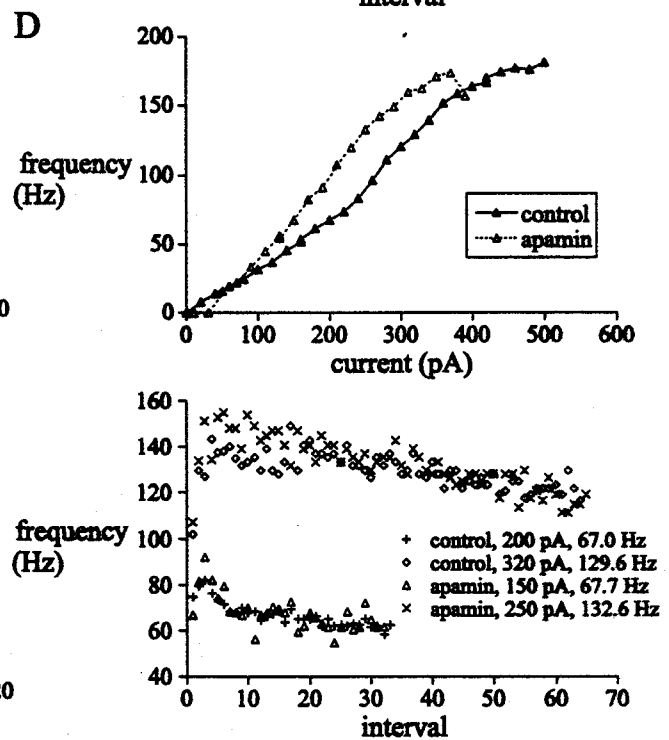 interval
D
200
150
frequency
(Hz)
100
50
0
0
control
apamin
0 100 200 300 400 500 600
current (pA)
160
140
120
frequency
(Hz)
100
80
60
40
control, 200 pA, 67.0 Hz
control, 320 pA, 129.6 Hz
apamin, 150 pA, 67.7 Hz
apamin, 250 pA, 132.6 Hz
20
0 10 20 30 40 50 60 70
interval